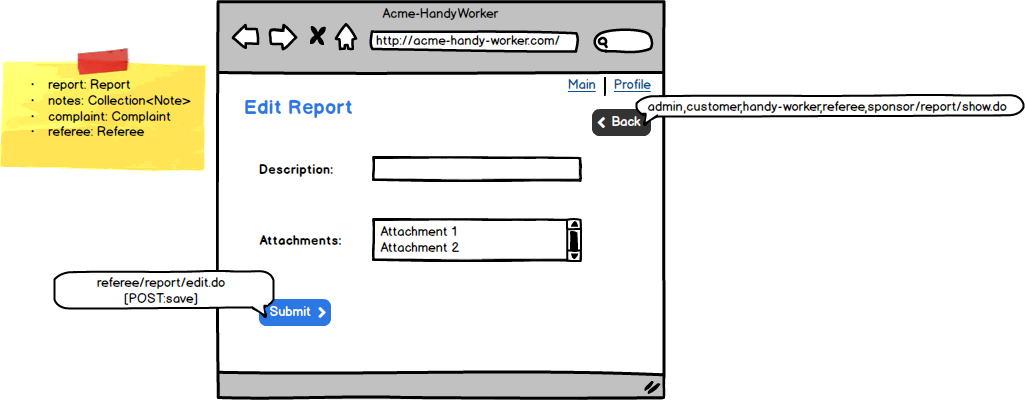 Acme-HandyWorker
http://acme-handy-worker.com/
• report: Report
• notes: Collection<Note>
• complaint: Complaint
• referee: Referee
Main | Profile
Edit Report
admin,customer,handy-worker,referee,sponsor/report/show.do
Back
Description:
Attachments:
Attachment 1
Attachment 2
referee/report/edit.do
[POST:save]
Submit